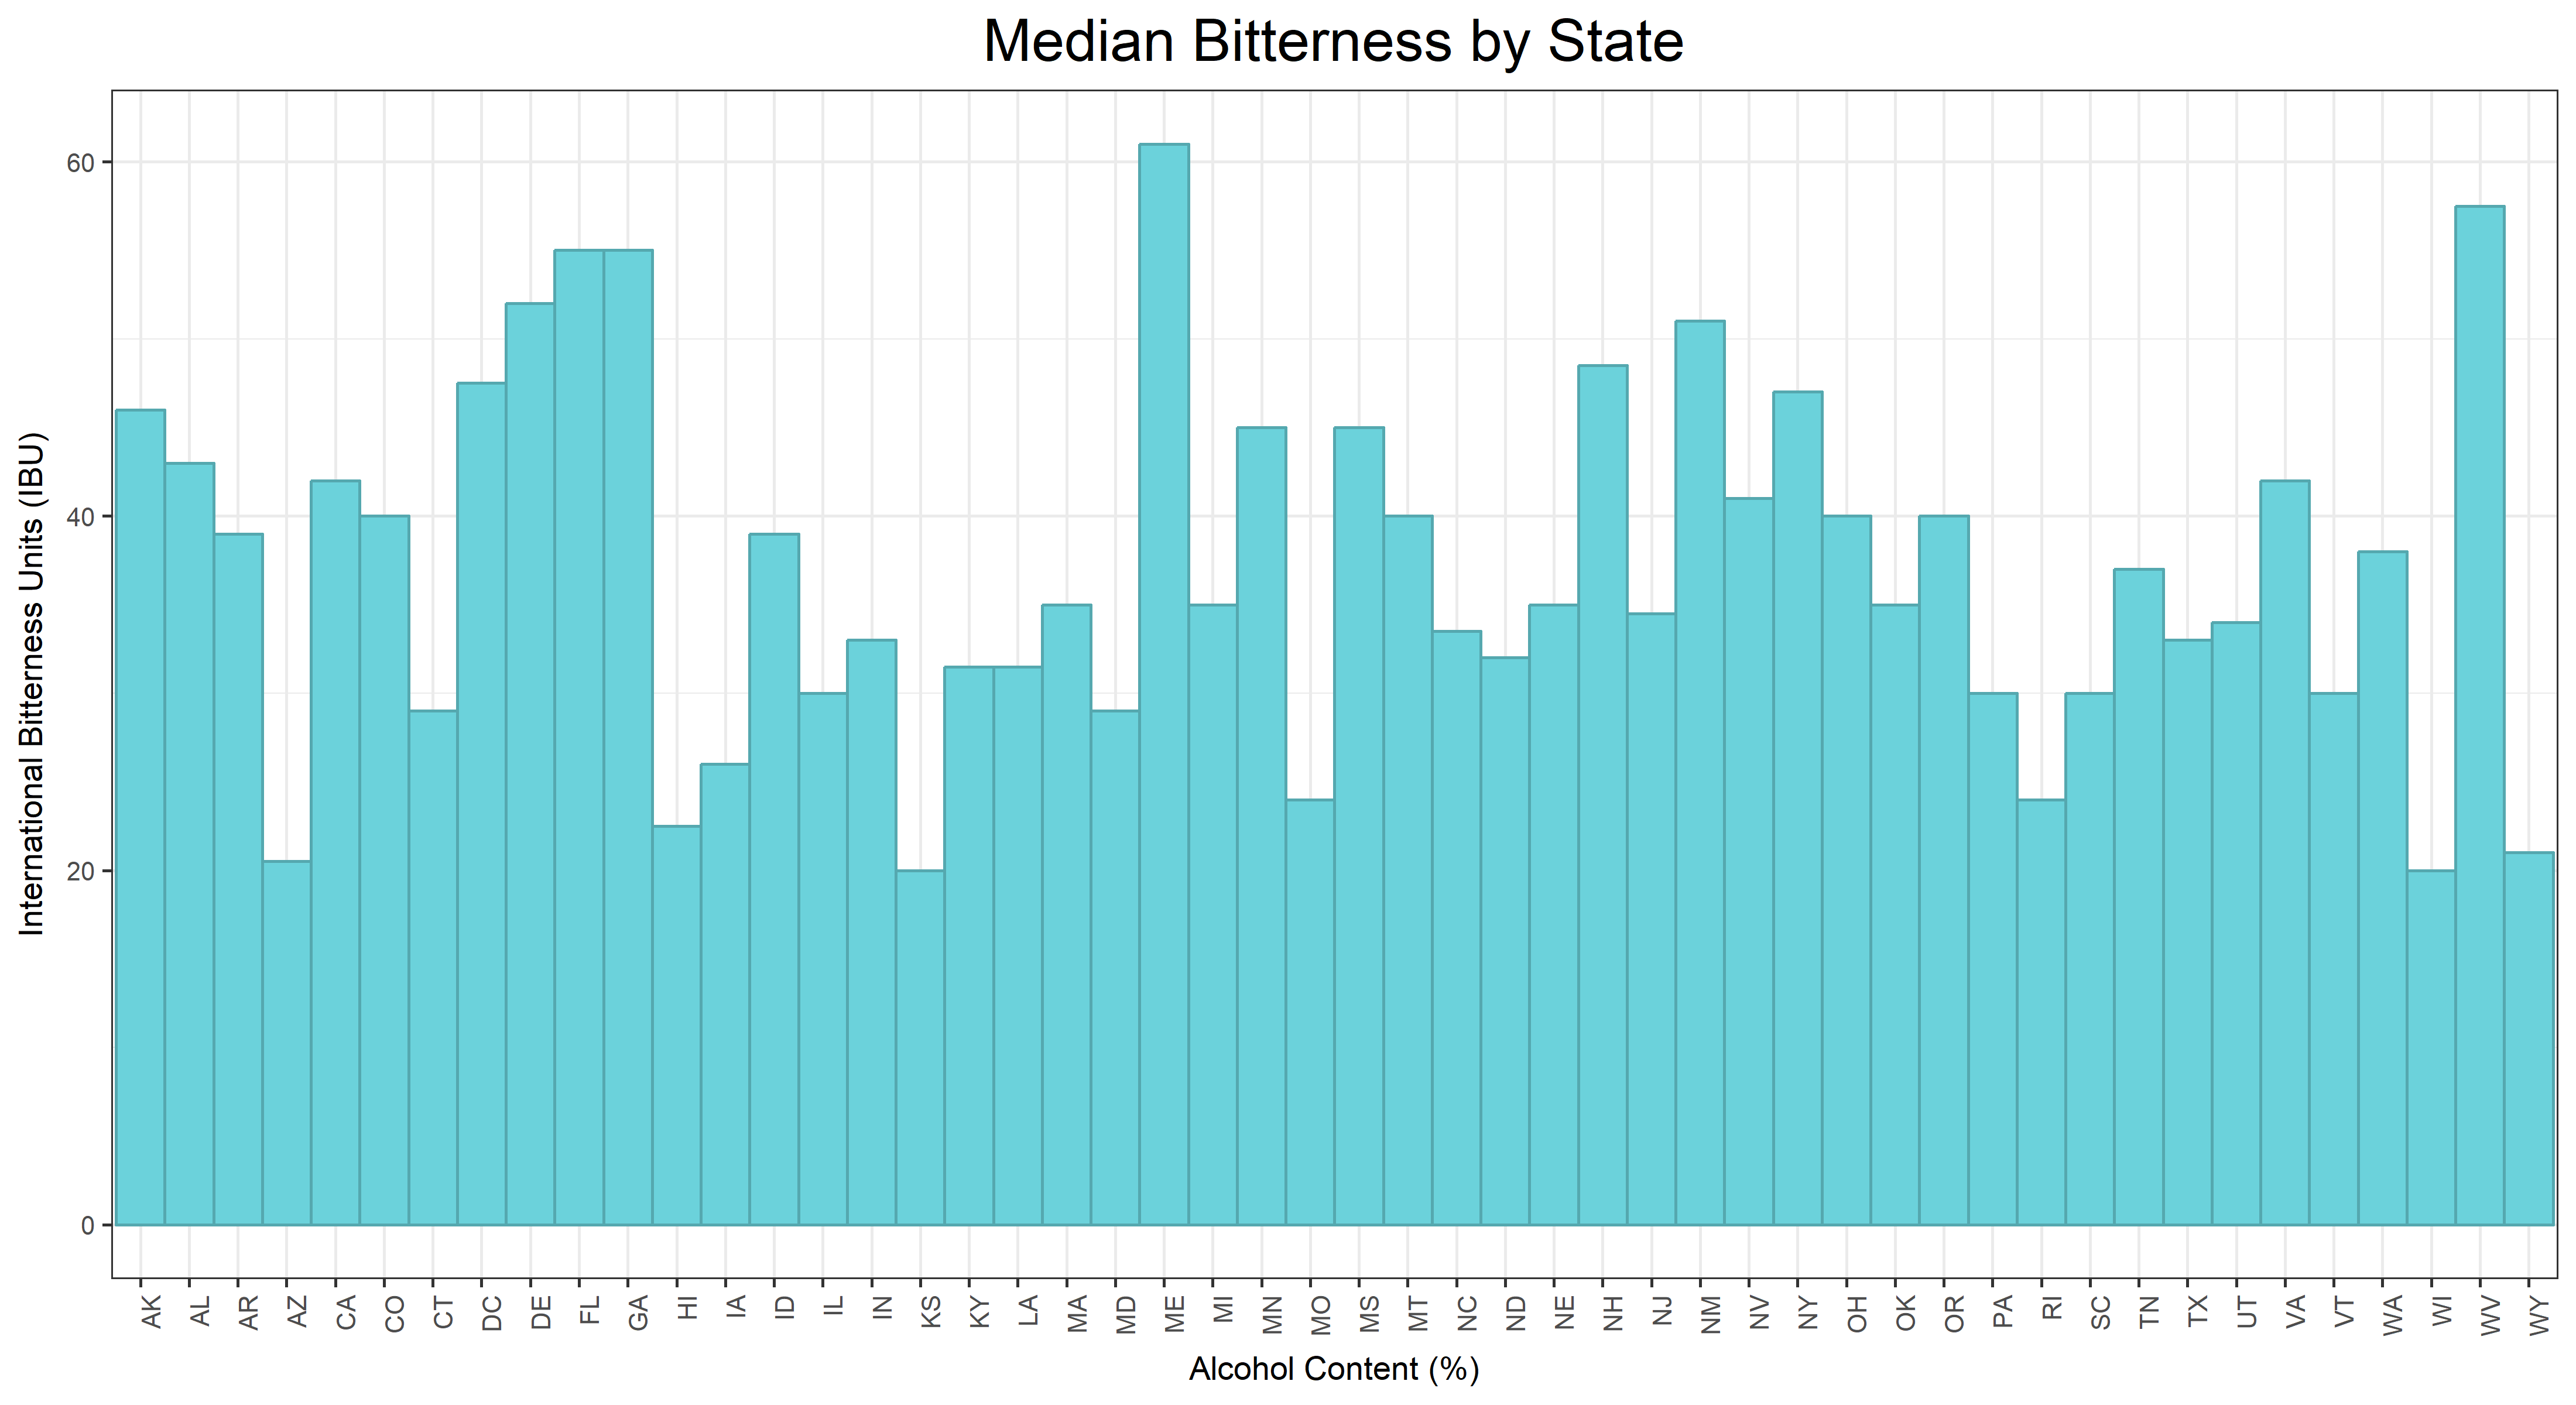 Median Bitterness by State
International Bitterness Units (IBU)
60
40
20
0
AK AL AR AZ CA CO CT DC DE FL GA HI IA ID IL IN KS KY LA MA MD ME MI MN MO MS MT NC ND NE NH NJ NM NV NY OH OK OR PA RI SC TN TX UT VA VT WA WI WV WY
Alcohol Content (%)